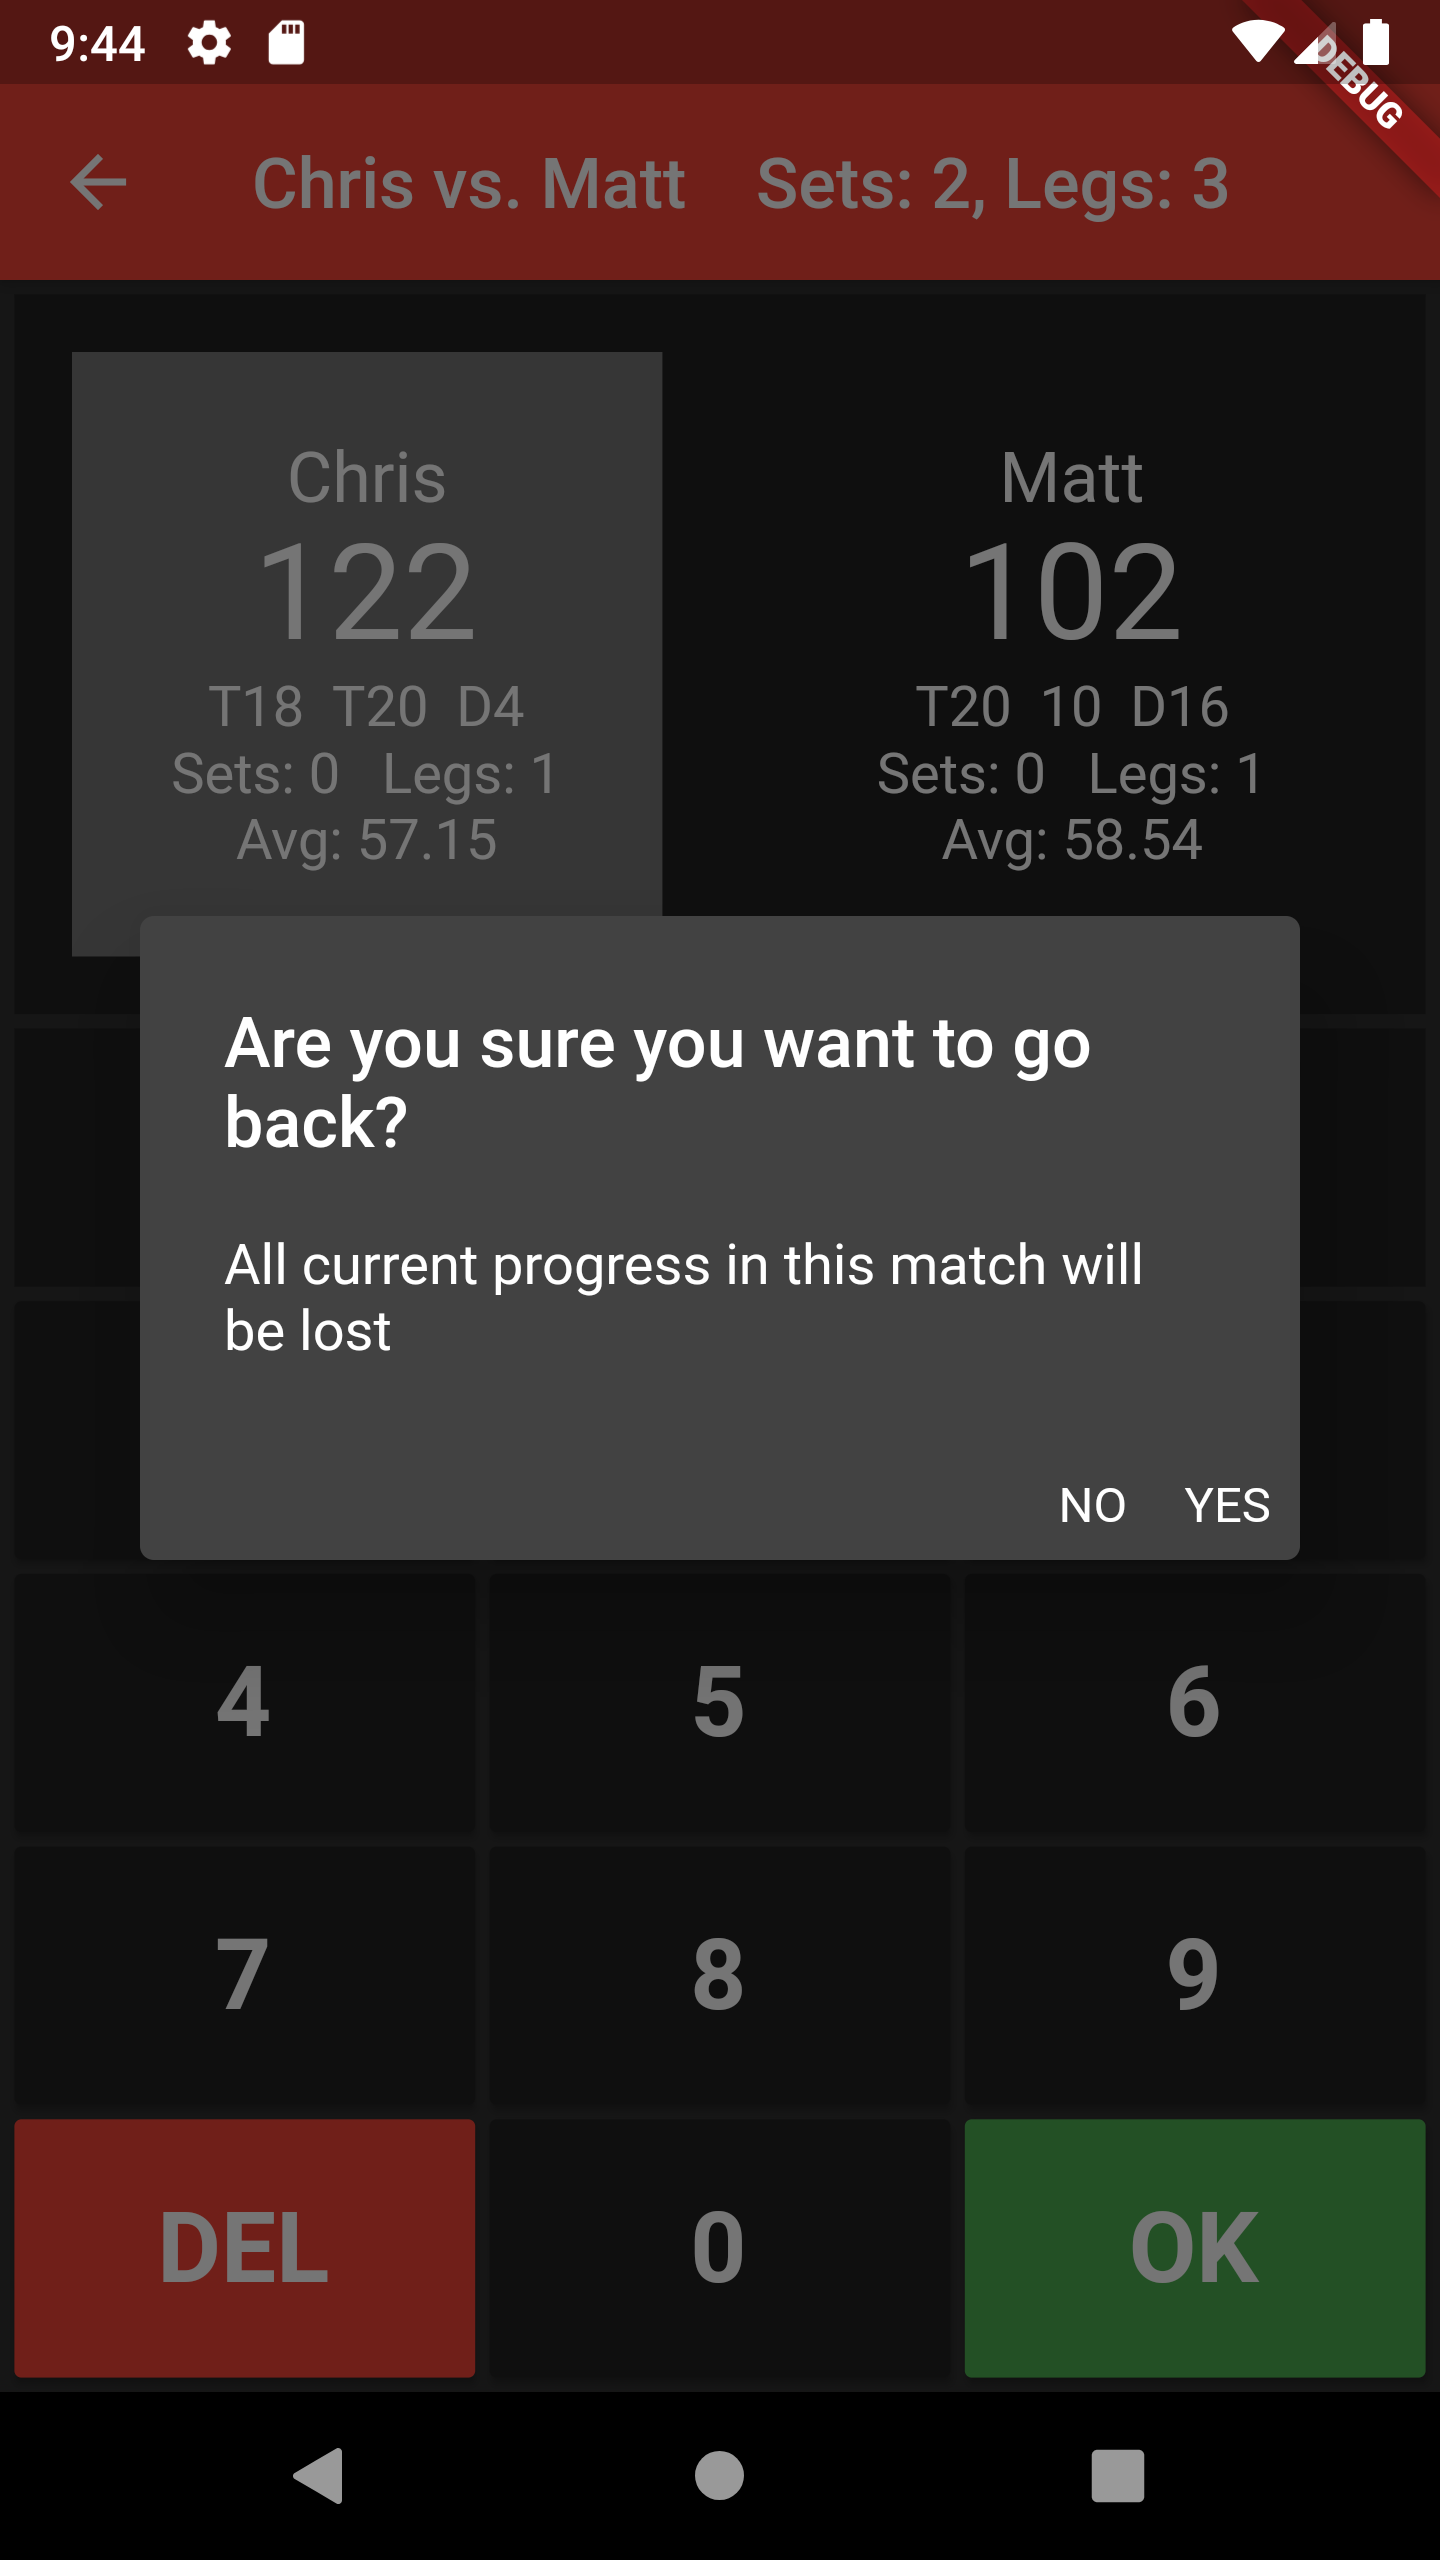 9:44
DEBUG
Chris vs. Matt Sets: 2, Legs: 3
Chris
122
T18 T20 D4
Sets: 0 Legs: 1
Avg: 57.15
Matt
102
T20 10 D16
Sets: 0 Legs: 1
Avg: 58.54
Are you sure you want to go
back?
All current progress in this match will
be lost
NO YES
4 5 6
7 8 9
DEL 0 OK